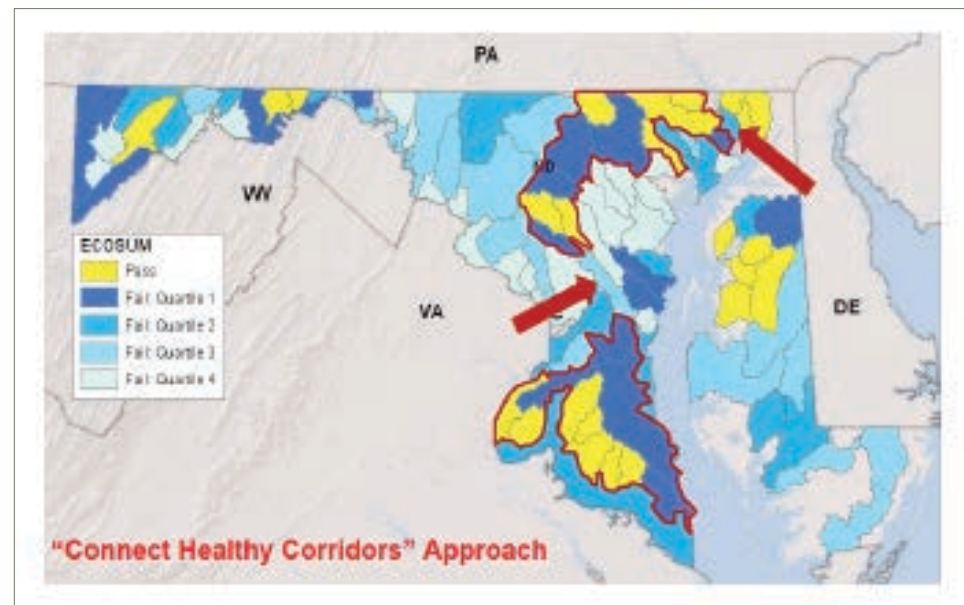 PA
MD
WV
ECOSUM
Pass
Fail: Quartile 1
Fail: Quartile 2
Fail: Quartile 3
Fail: Quartile 4
VA
DE
"Connect Healthy Corridors" Approach